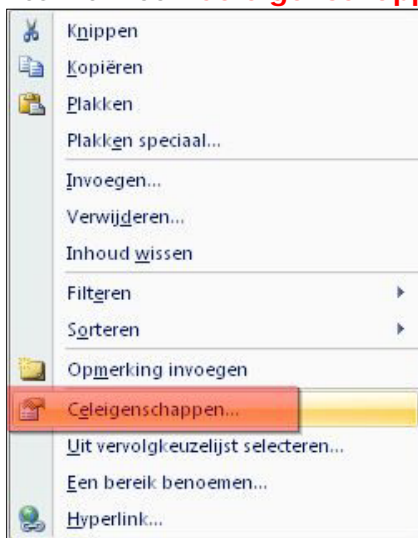 Knippen
Kopiëren
Plakken
Plakken speciaal...
Invoegen...
Verwijderen...
Inhoud wissen
Filteren
Sorteren
Opmerking invoegen
Celeigenschappen...
Uit vervolgkeuzelijst selecteren...
Een bereik benoemen...
Hyperlink...